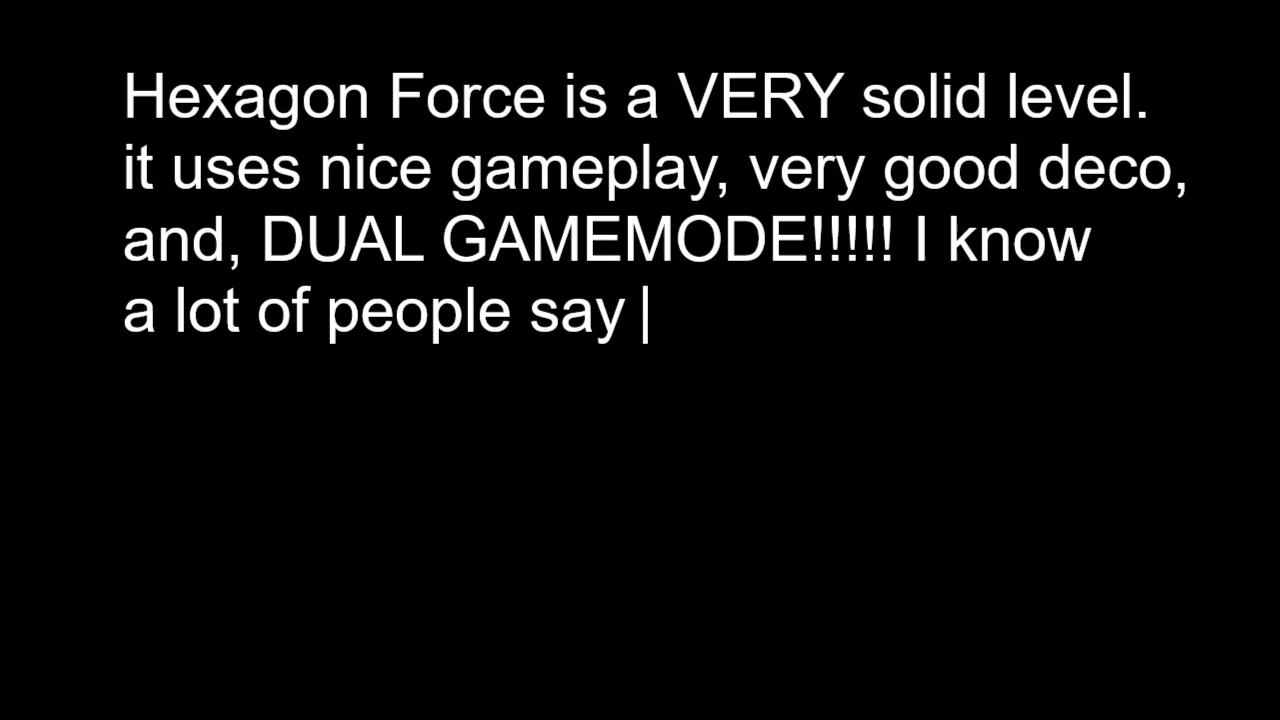 Hexagon Force is a VERY solid level.
it uses nice gameplay, very good deco,
and, DUAL GAMEMODE!!!!! I know
a lot of people say